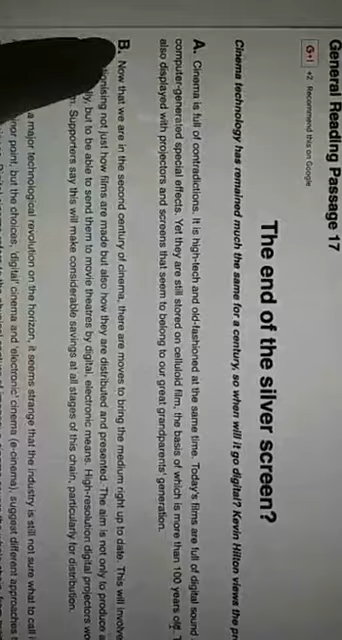 General Reading Passage 17
G+1 +2 Recommend this on Google
The end of the silver screen?
Cinema technology has remained much the same for a century, so when will it go digital? Kevin Hilton views the
A. Cinema is full of contradictions. It is high-tech and old-fashioned at the same time. Today's films are full of digital sound
computer-generated special effects. Yet they are still stored on celluloid film, the basis of which is more than 100 years old.
also displayed with projectors and screens that seem to belong to our great grandparents' generation.
B. Now that we are in the second century of cinema, there are moves to bring the medium right up to date. This will involve
not just how films are made but also how they are distributed and presented. The aim is not only to produce
but to be able to send them to movie theatres by digital, electronic means. High-resolution digital projectors
Supporters say this will make considerable savings at all stages of this chain, particularly for distribution.
a major technological revolution on the horizon, it seems strange that the industry is still not sure what to call
point, but the choices, 'digital' cinema and 'electronic' cinema (e-cinema), suggest different approaches